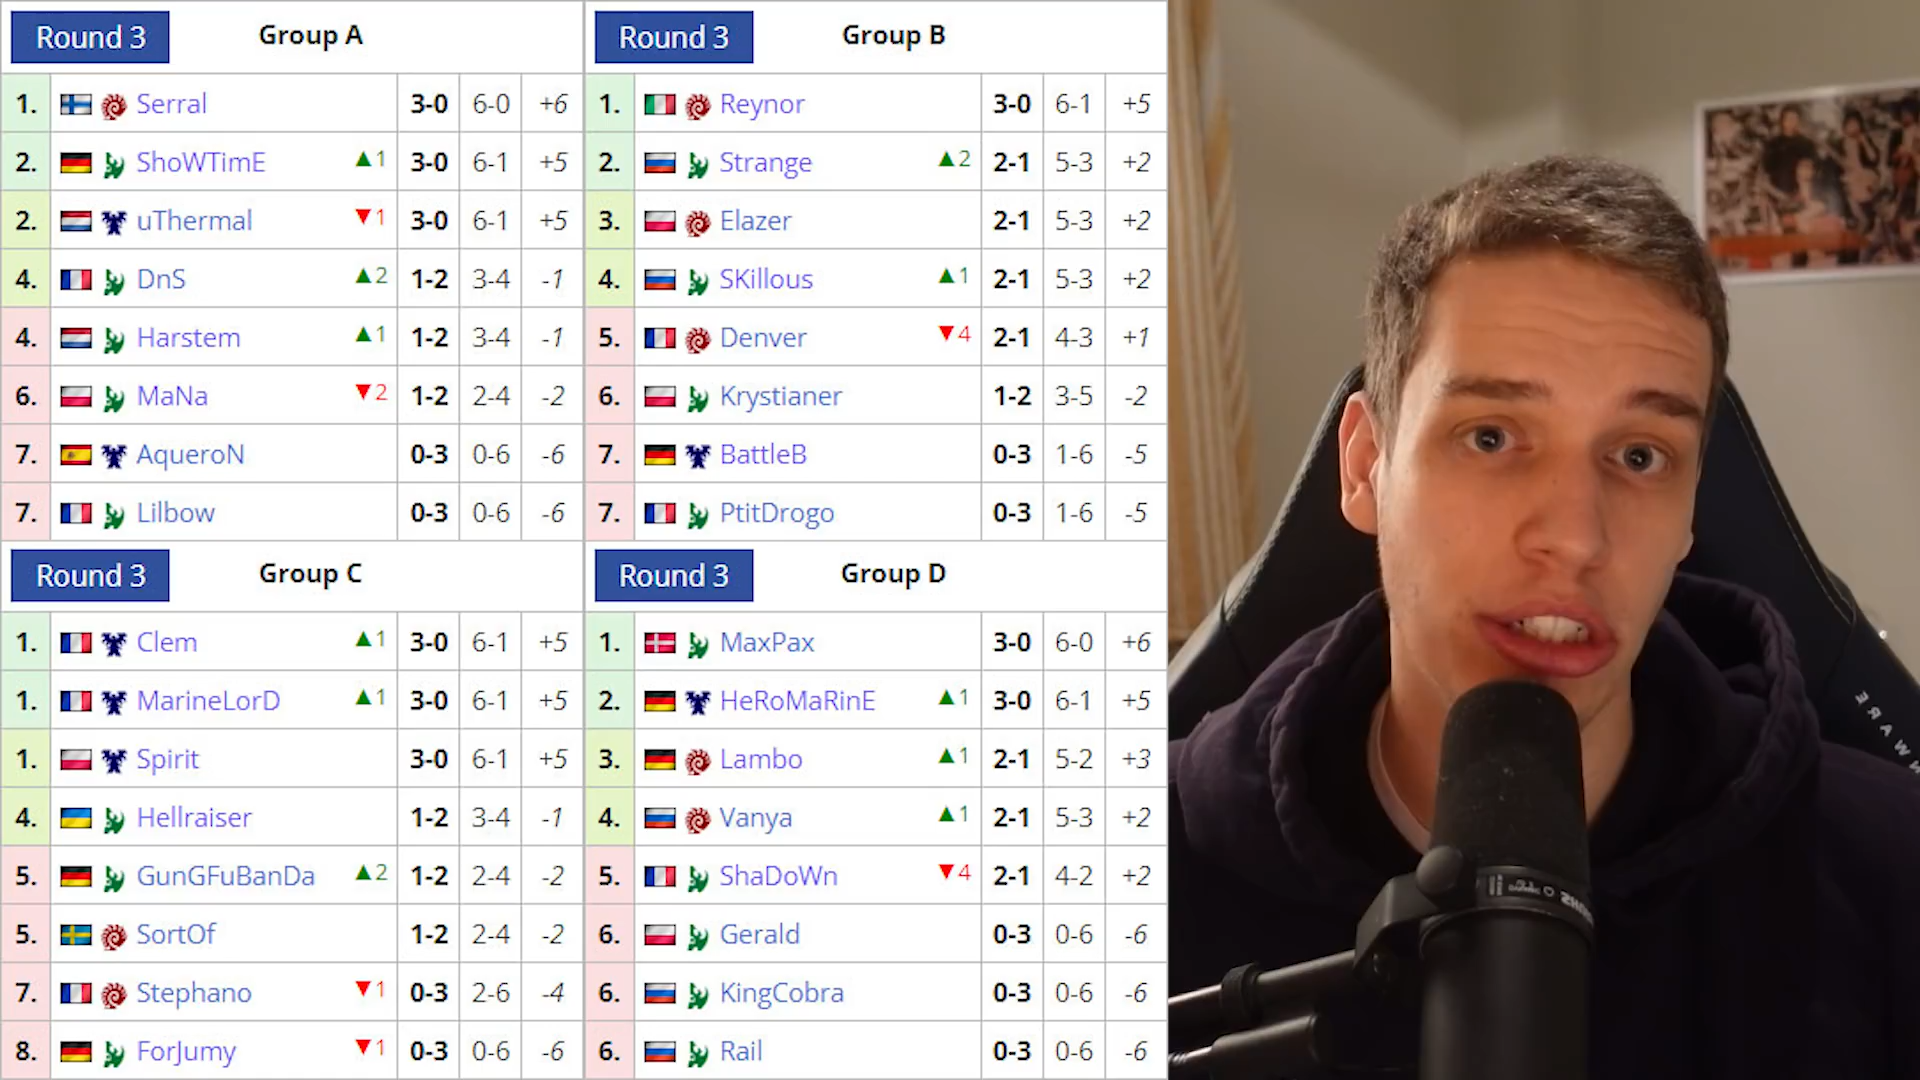 Round 3 Group A
1. Serral 3-0 6-0 +6
2. ShoWTimE ▲1 3-0 6-1 +5
2. uThermal ▼1 3-0 6-1 +5
4. DnS ▲2 1-2 3-4 -1
4. Harstem ▲1 1-2 3-4 -1
6. MaNa ▼2 1-2 2-4 -2
7. AqueroN 0-3 0-6 -6
7. Lilbow 0-3 0-6 -6
Round 3 Group B
1. Reynor 3-0 6-1 +5
2. Strange ▲2 2-1 5-3 +2
3. Elazer 2-1 5-3 +2
4. SKillous ▲1 2-1 5-3 +2
5. Denver ▼4 2-1 4-3 +1
6. Krystianer 1-2 3-5 -2
7. BattleB 0-3 1-6 -5
7. PtitDrogo 0-3 1-6 -5
Round 3 Group C
1. Clem ▲1 3-0 6-1 +5
1. MarineLorD ▲1 3-0 6-1 +5
1. Spirit 3-0 6-1 +5
4. Hellraiser 1-2 3-4 -1
5. GunGFuBanDa ▲2 1-2 2-4 -2
5. SortOf 1-2 2-4 -2
7. Stephano ▼1 0-3 2-6 -4
8. ForJumy ▼1 0-3 0-6 -6
Round 3 Group D
1. MaxPax 3-0 6-0 +6
2. HeRoMaRinE ▲1 3-0 6-1 +5
3. Lambo ▲1 2-1 5-2 +3
4. Vanya ▲1 2-1 5-3 +2
5. ShaDoWn ▼4 2-1 4-2 +2
6. Gerald 0-3 0-6 -6
6. KingCobra 0-3 0-6 -6
6. Rail 0-3 0-6 -6